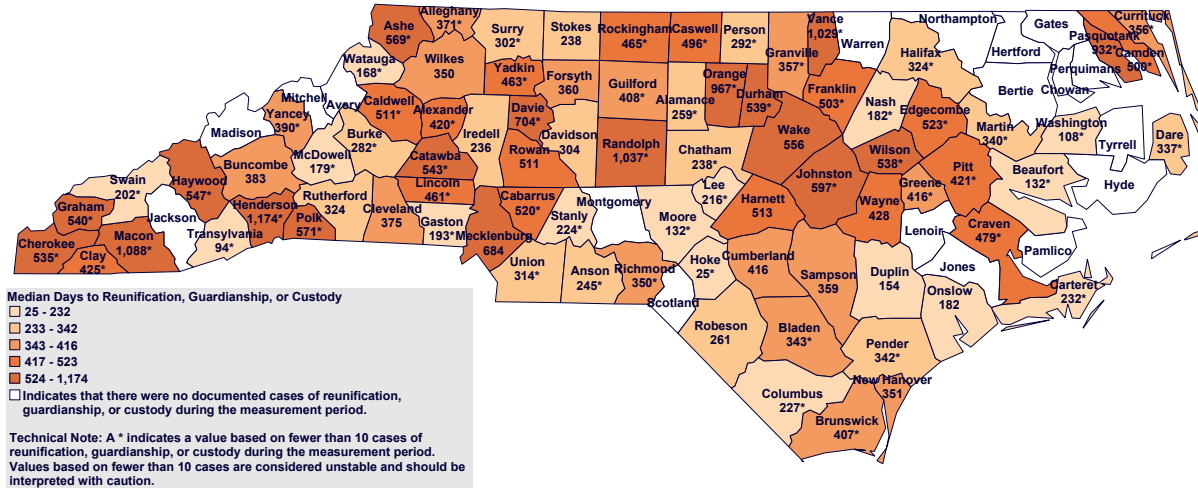 Ashe
569*
Alleghany
371*
Surry
302*
Stokes
238
Rockingham
465*
Caswell
496*
Person
292*
Granville
357*
Vance
1,029*
Warren
Northampton
Halifax
324*
Hertford
Gates
Pasquotank
932*
Currituck
356*
Camden
500*
Perquimans
Chowan
Bertie
Watauga
168*
Wilkes
350
Yadkin
463*
Forsyth
360
Guilford
408*
Alamance
259*
Orange
967*
Durham
539*
Franklin
503*
Nash
182*
Edgecombe
523*
Martin
340*
Washington
108*
Tyrrell
Dare
337*
Mitchell
Avery
Yancey
390*
Madison
Caldwell
511*
Alexander
420*
Iredell
236
Davie
704*
Davidson
304
Randolph
1,037*
Chatham
238*
Wake
556
Johnston
597*
Wilson
538*
Greene
416*
Pitt
421*
Beaufort
132*
Hyde
Burke
282*
McDowell
179*
Buncombe
383
Catawba
543*
Rowan
511
Lincoln
461*
Swain
202*
Haywood
547*
Graham
540*
Jackson
Henderson
1,174*
Rutherford
324
Polk
571*
Cleveland
375
Gaston
193*
Mecklenburg
684
Cabarrus
520*
Stanly
224*
Montgomery
Moore
132*
Lee
216*
Harnett
513
Wayne
428
Lenoir
Craven
479*
Pamlico
Jones
Cherokee
535*
Clay
425*
Macon
1,088*
Transylvania
94*
Union
314*
Anson
245*
Richmond
350*
Scotland
Hoke
25*
Cumberland
416
Sampson
359
Duplin
154
Onslow
182
Carteret
232*
Robeson
261
Bladen
343*
Pender
342*
New Hanover
351
Columbus
227*
Brunswick
407*
Median Days to Reunification, Guardianship, or Custody
25 - 232
233 - 342
343 - 416
417 - 523
524 - 1,174
Indicates that there were no documented cases of reunification,
guardianship, or custody during the measurement period.
Technical Note: A * indicates a value based on fewer than 10 cases of
reunification, guardianship, or custody during the measurement period.
Values based on fewer than 10 cases are considered unstable and should be
interpreted with caution.